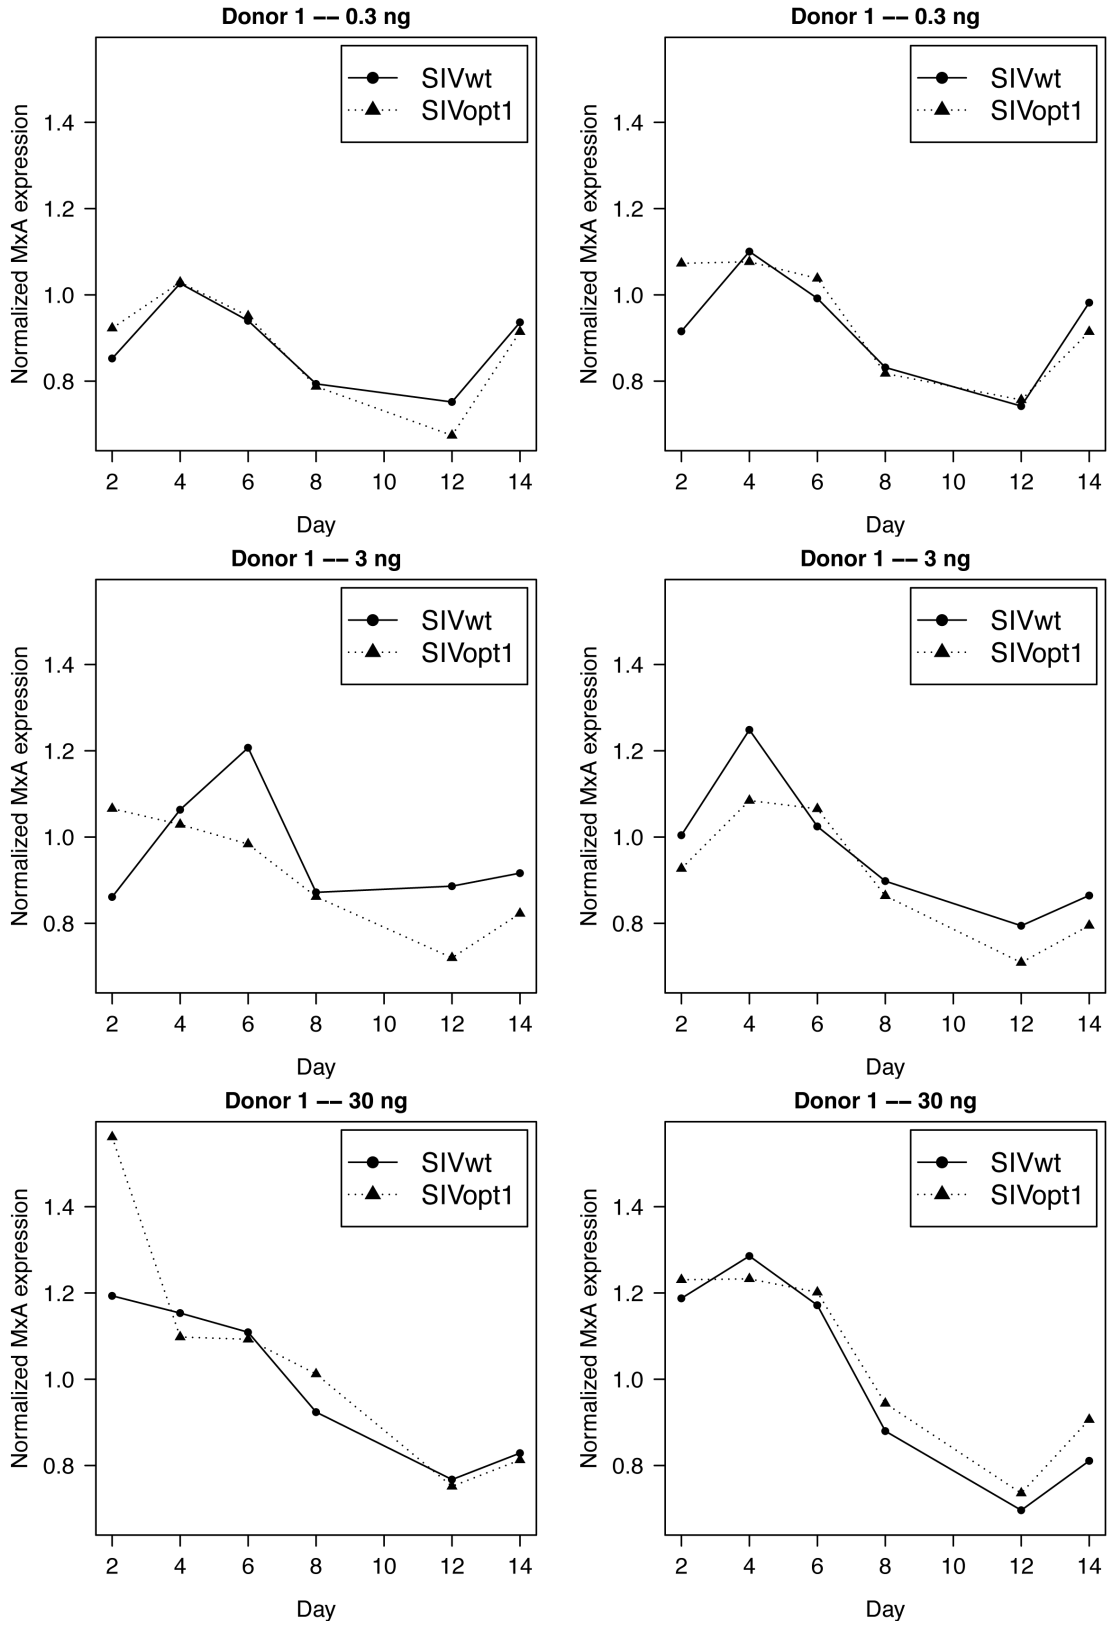 Donor 1 −− 0.3 ng
Normalized MxA expression
1.4
1.2
1.0
0.8
SIVwt
SIVopt1
2 4 6 8 10 12 14
Day
Donor 1 −− 0.3 ng
Normalized MxA expression
1.4
1.2
1.0
0.8
SIVwt
SIVopt1
2 4 6 8 10 12 14
Day
Donor 1 −− 3 ng
Normalized MxA expression
1.4
1.2
1.0
0.8
SIVwt
SIVopt1
2 4 6 8 10 12 14
Day
Donor 1 −− 3 ng
Normalized MxA expression
1.4
1.2
1.0
0.8
SIVwt
SIVopt1
2 4 6 8 10 12 14
Day
Donor 1 −− 30 ng
Normalized MxA expression
1.4
1.2
1.0
0.8
SIVwt
SIVopt1
2 4 6 8 10 12 14
Day
Donor 1 −− 30 ng
Normalized MxA expression
1.4
1.2
1.0
0.8
SIVwt
SIVopt1
2 4 6 8 10 12 14
Day